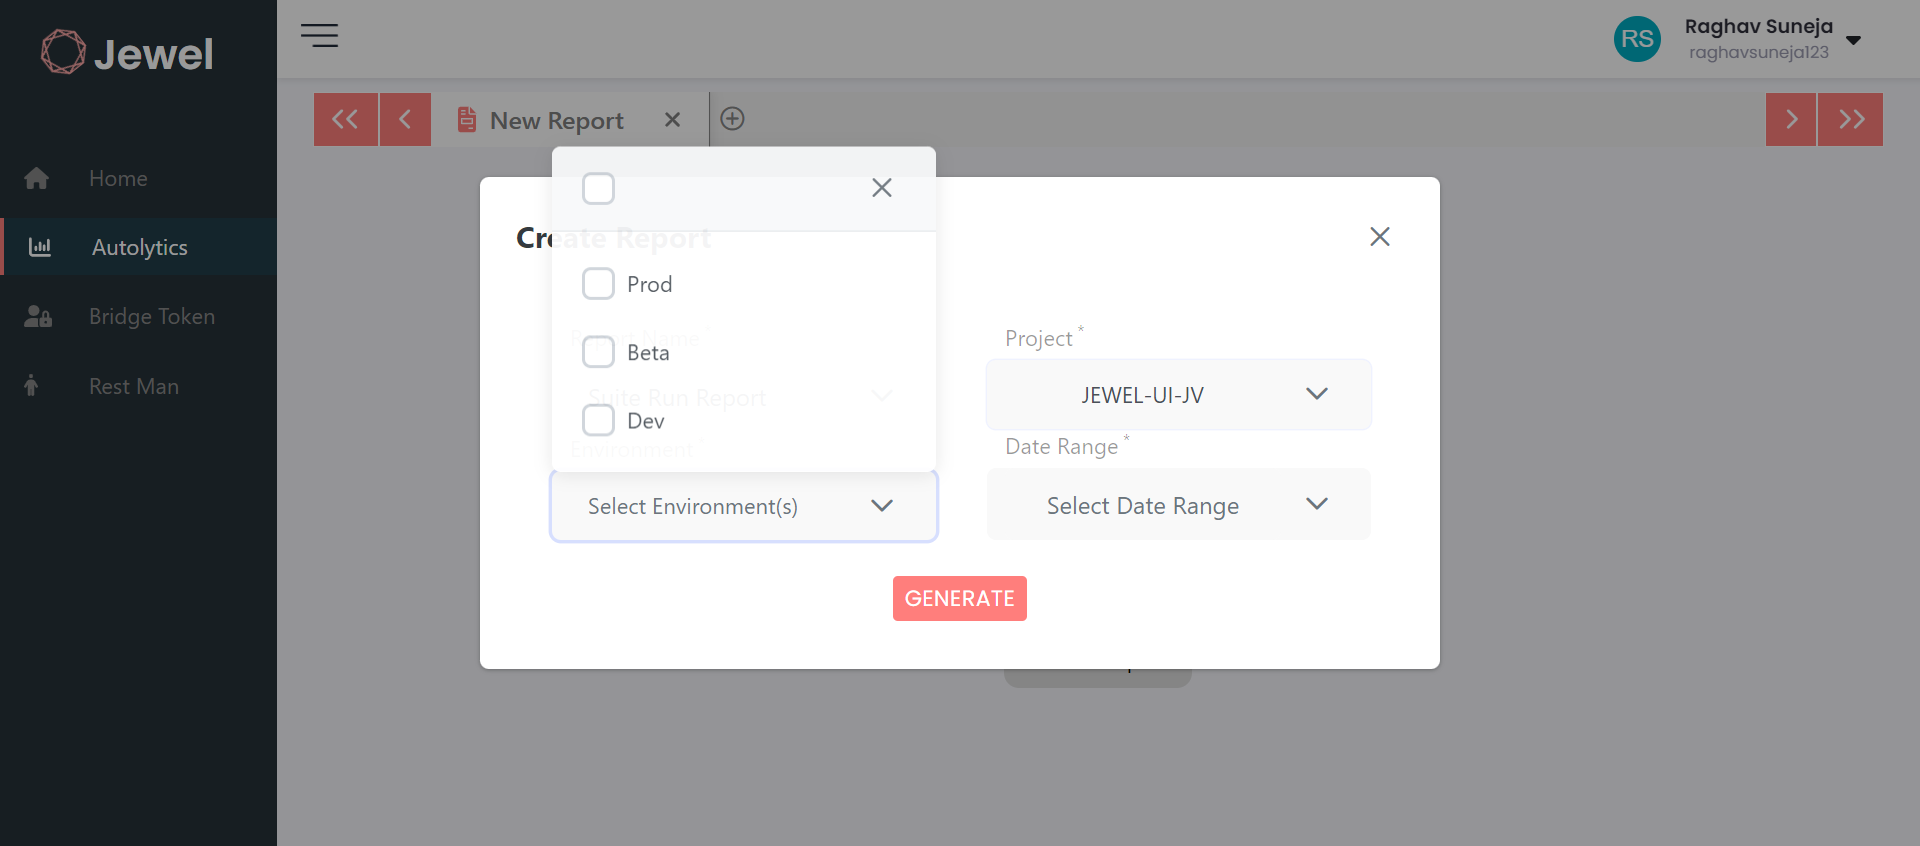 Jewel
Raghav Suneja
RS
raghavsuneja123
New Report
Home
Autolytics
Bridge Token
Rest Man
Create Report
Prod
Report Name *
Project *
Beta
Suite Run Report
JEWEL-UI-JV
Dev
Environment *
Date Range *
Select Environment(s)
Select Date Range
GENERATE